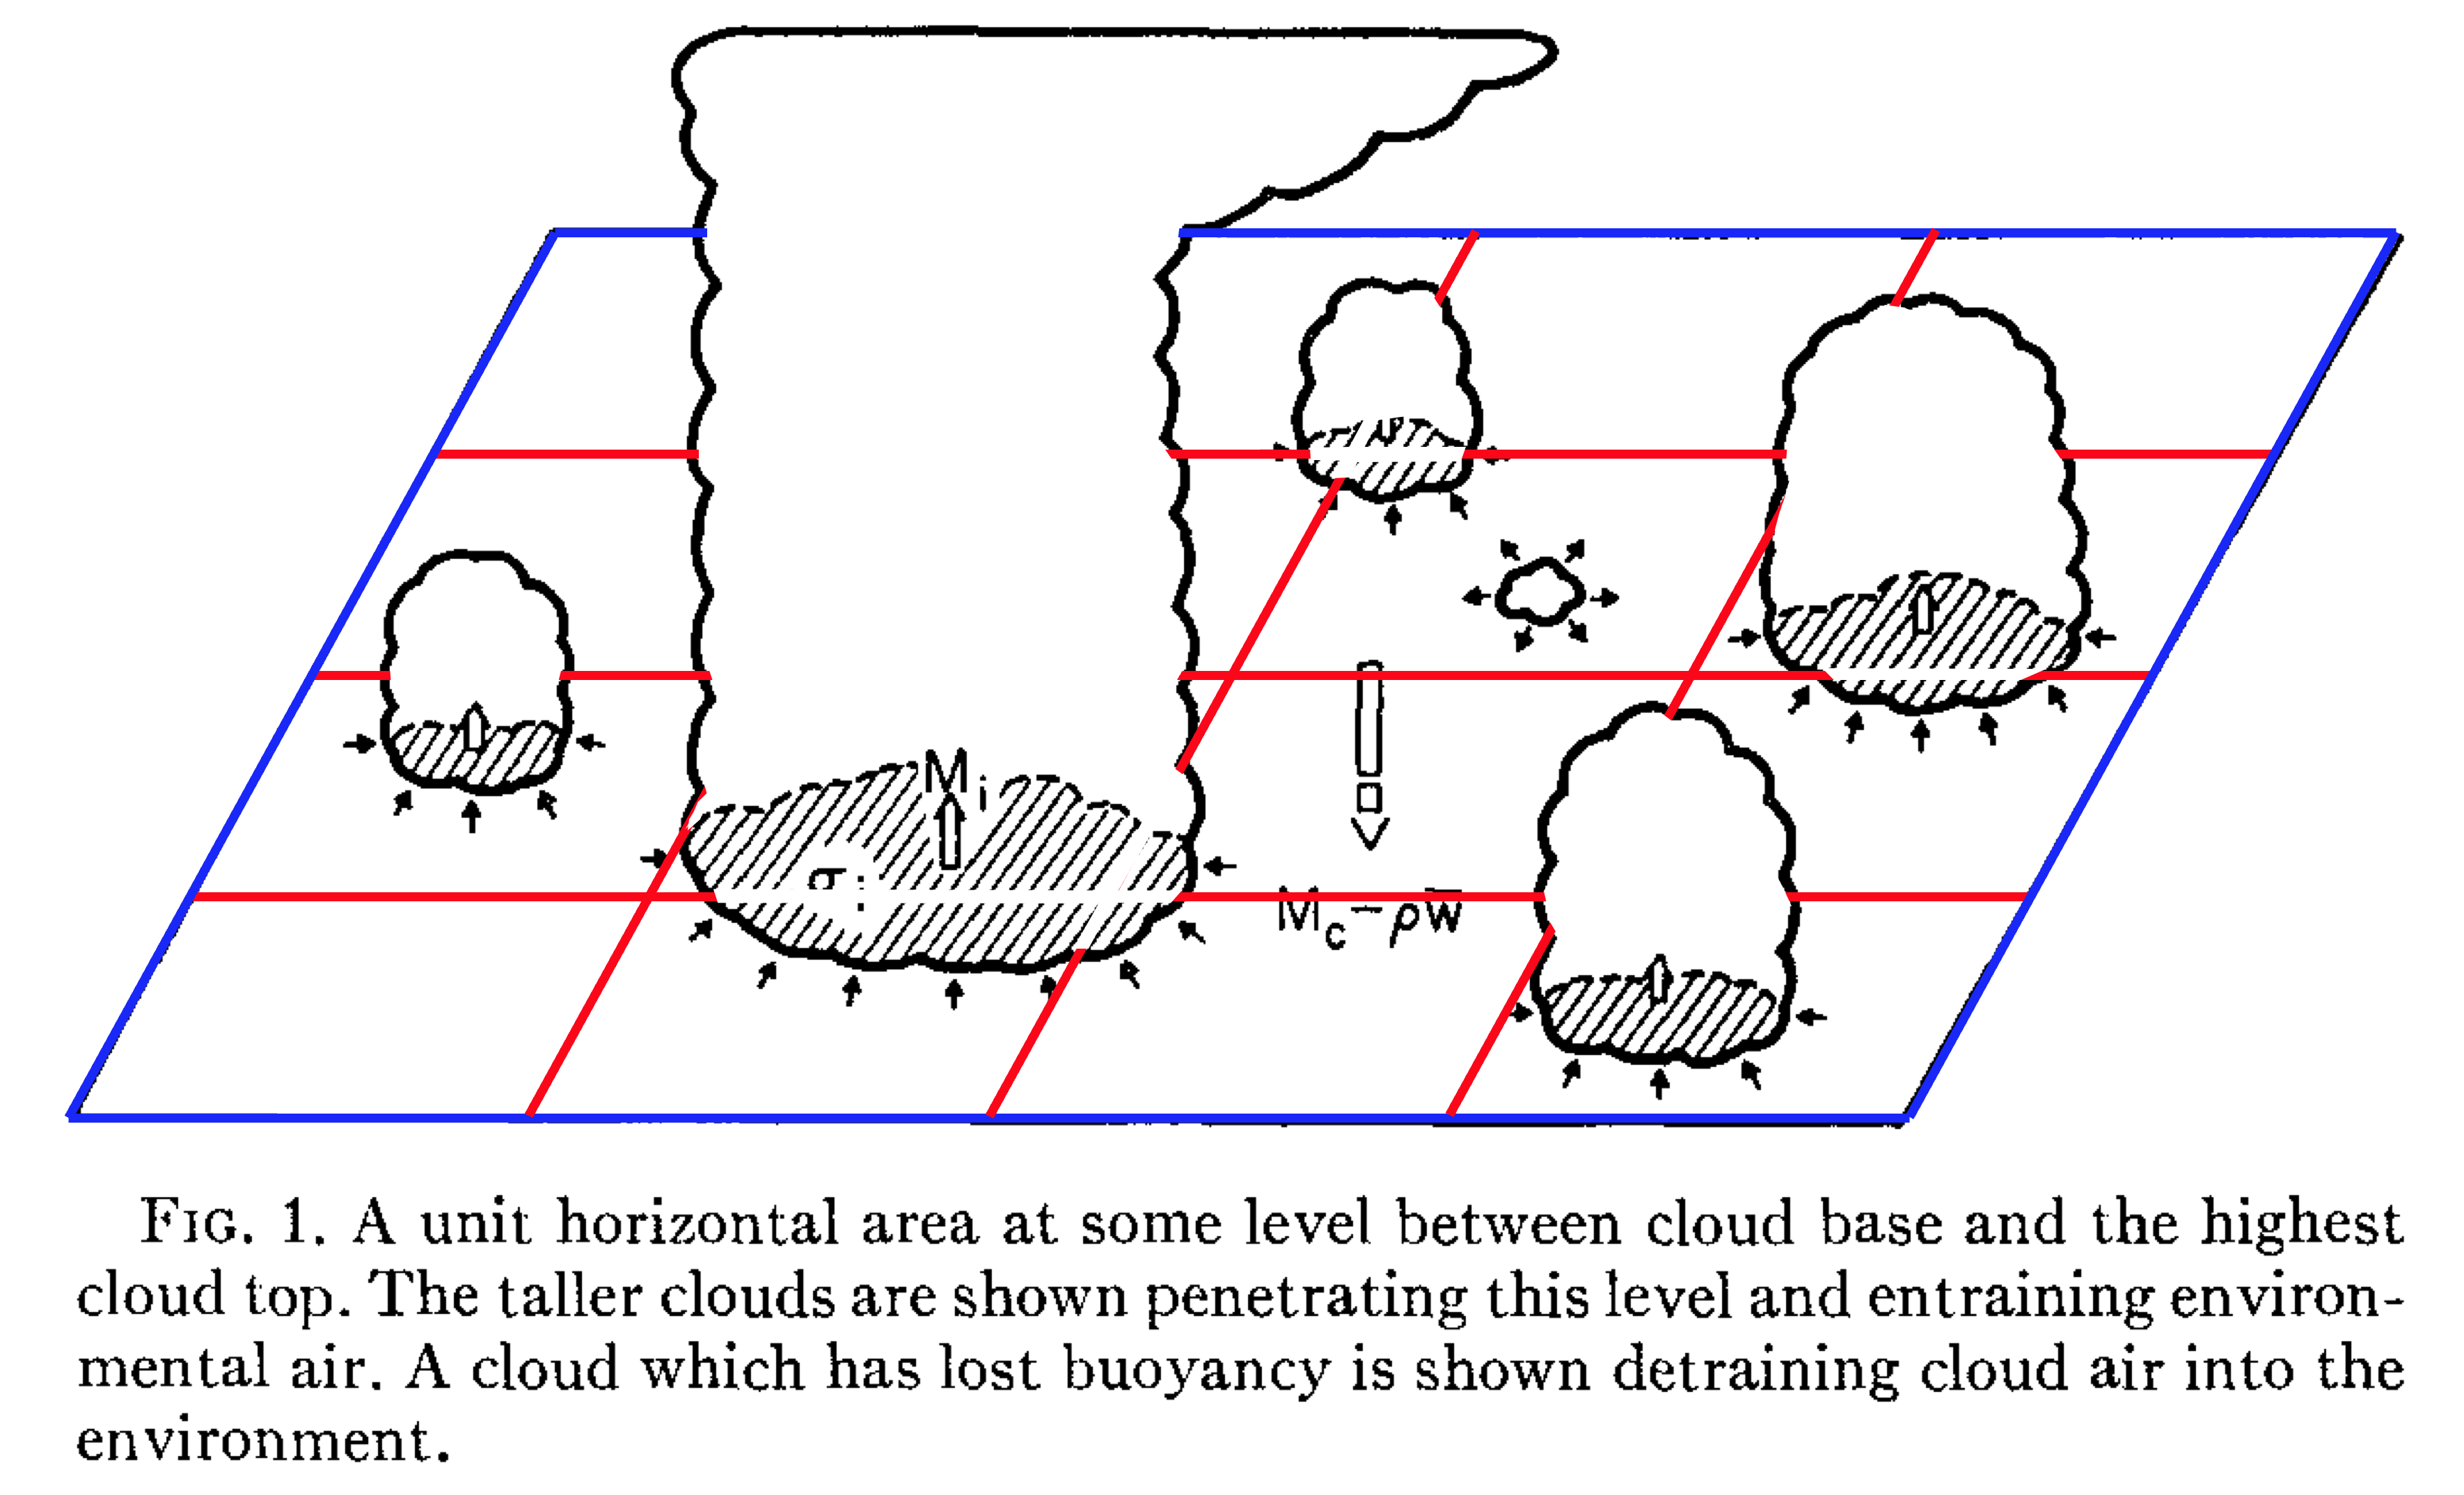 Mi
σi
Mc-ρw̅
FIG. 1. A unit horizontal area at some level between cloud base and the highest
cloud top. The taller clouds are shown penetrating this level and entraining environ-
mental air. A cloud which has lost buoyancy is shown detraining cloud air into the
environment.